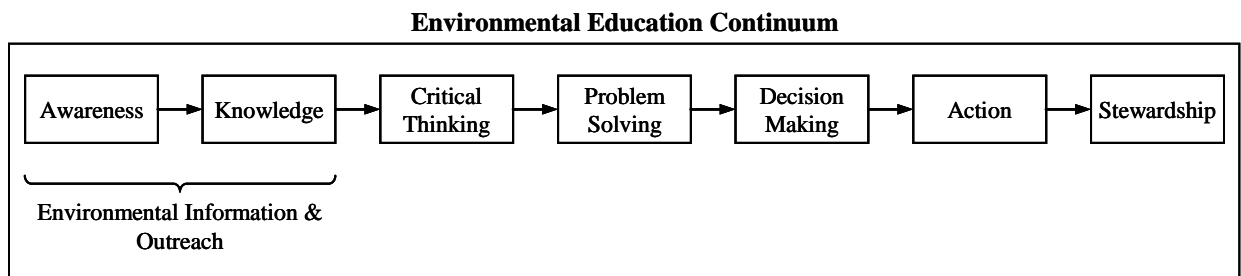 Environmental Education Continuum
Awareness
Knowledge
Critical
Thinking
Problem
Solving
Decision
Making
Action
Stewardship
Environmental Information &
Outreach